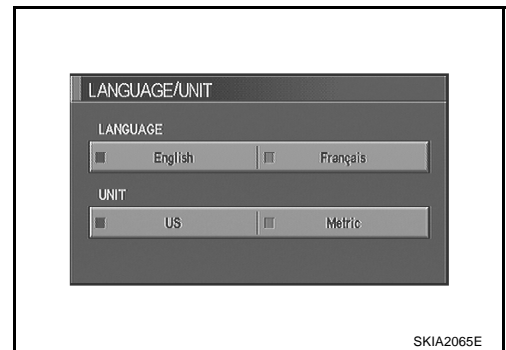 LANGUAGE/UNIT
LANGUAGE
English Français
UNIT
US Metric
SKIA2065E